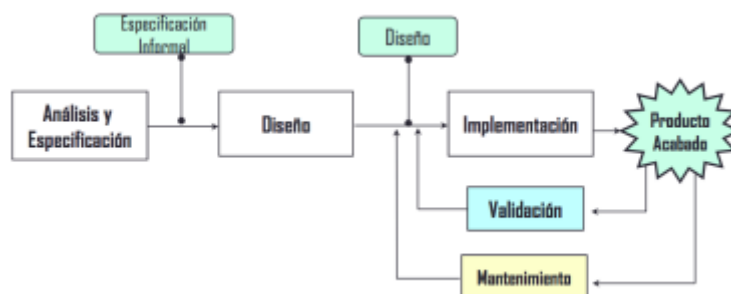 Especificación
Informal
Diseño
Análisis y
Especificación
Diseño
Implementación
Producto
Acabado
Validación
Mantenimiento